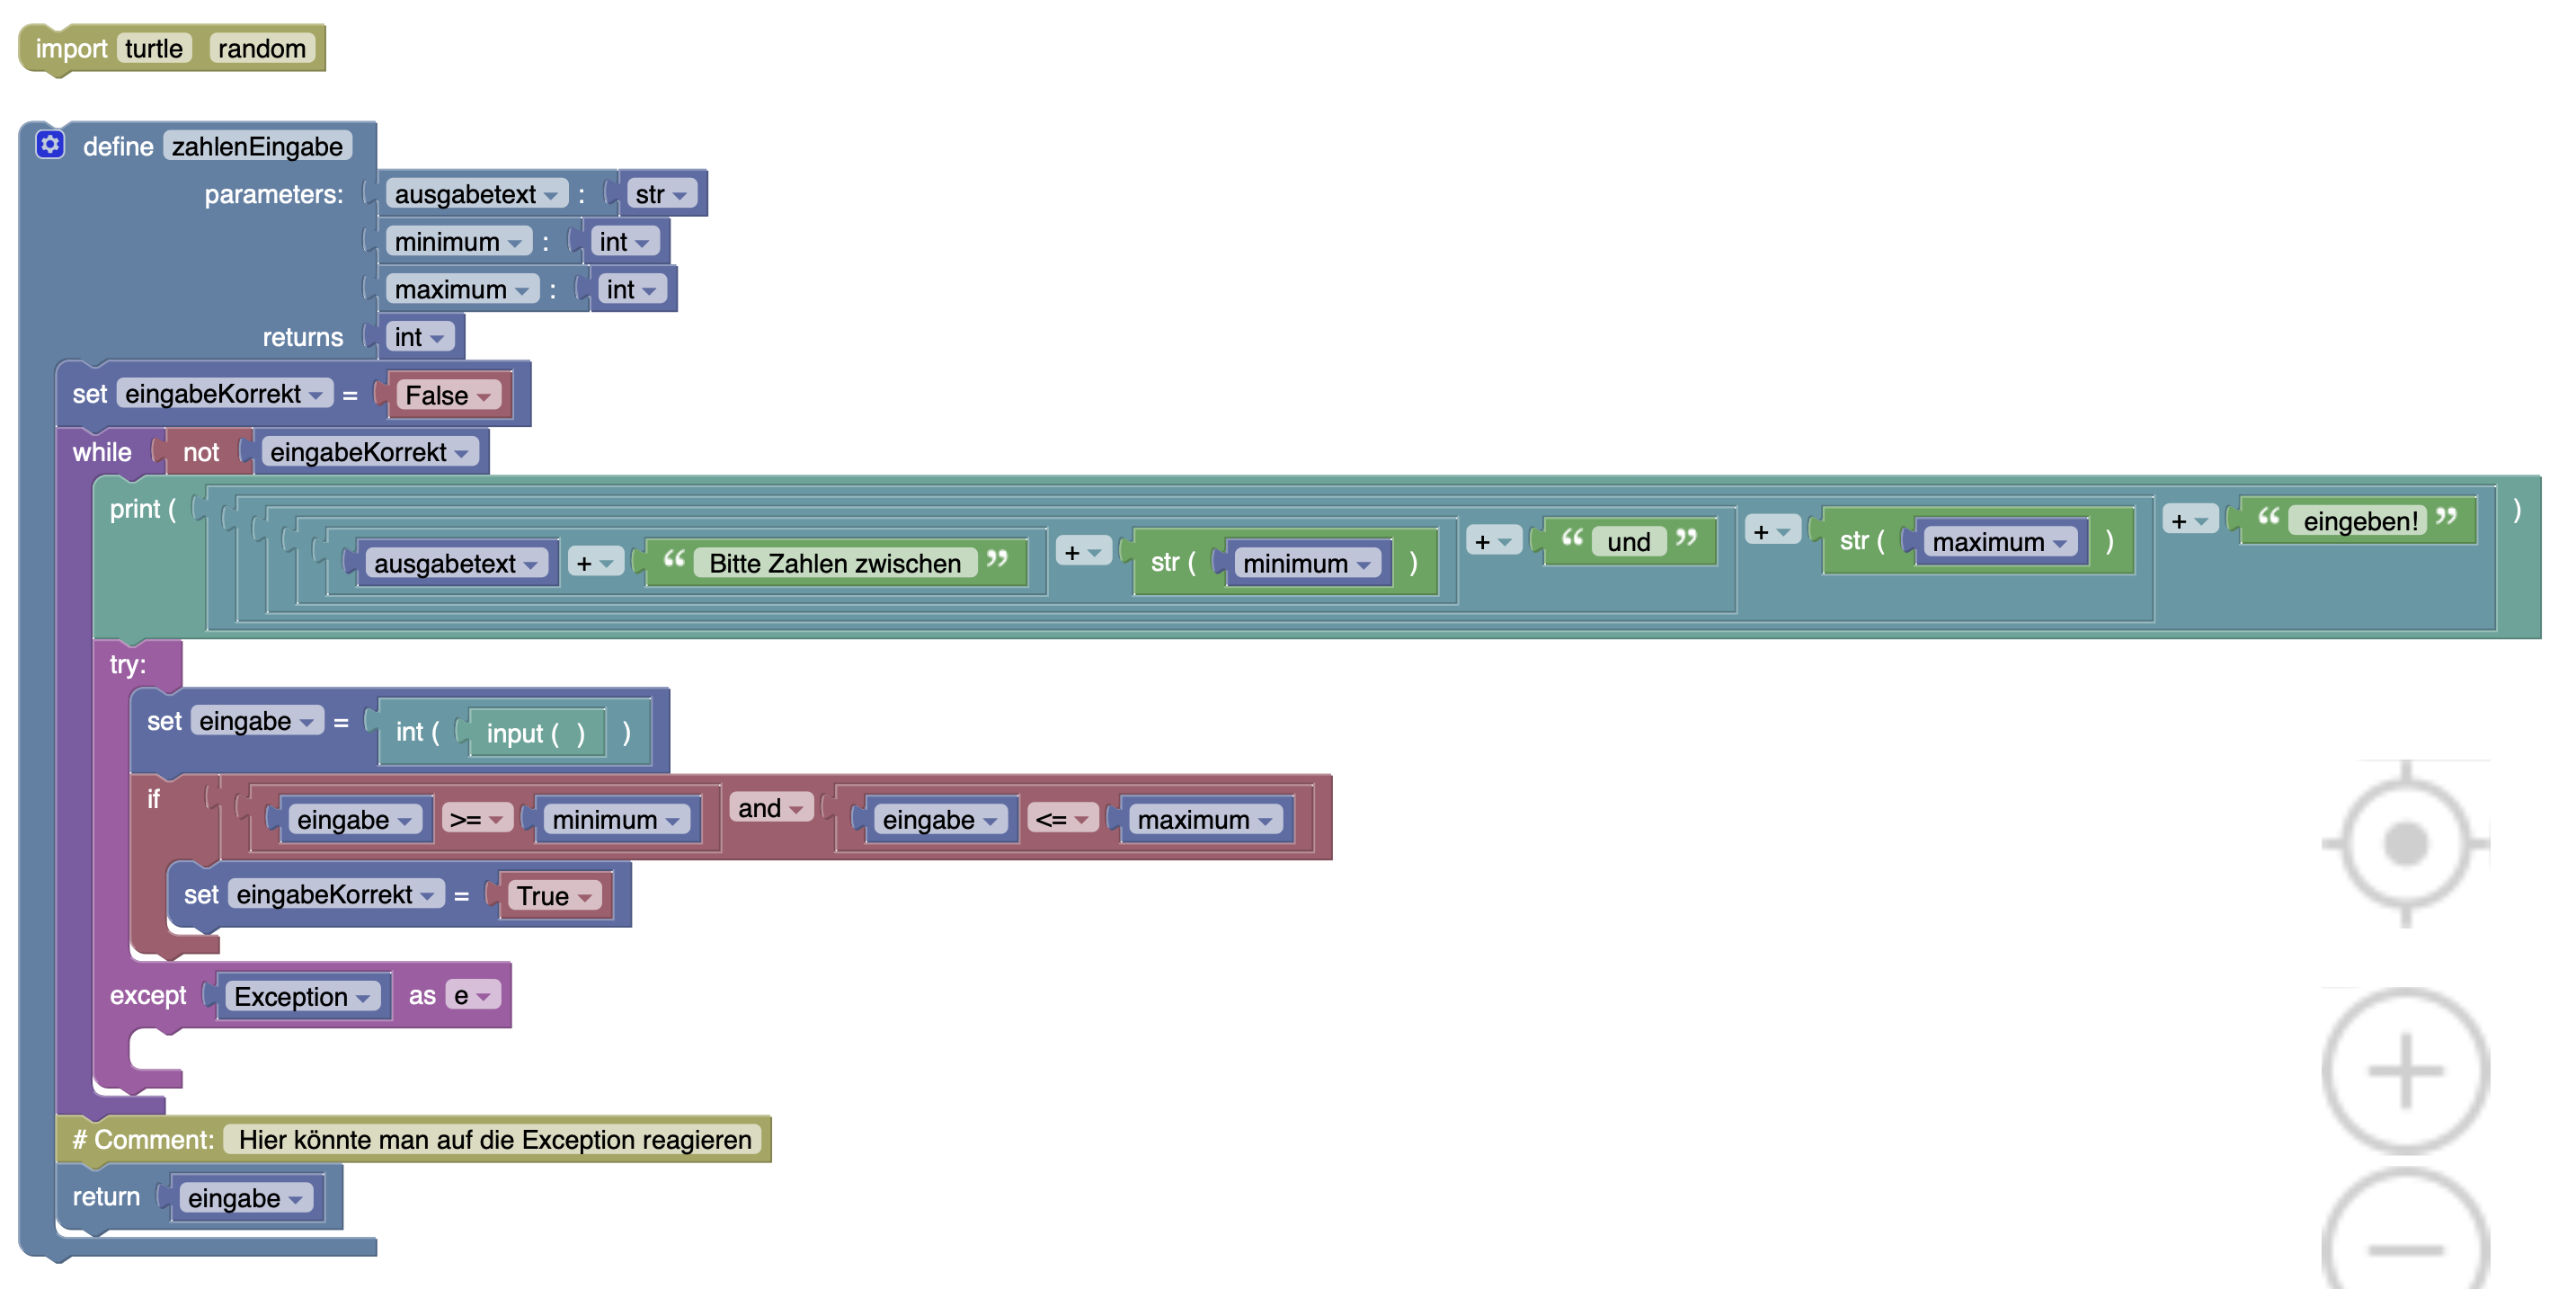 import turtle random
define zahlenEingabe
parameters: ausgabetext : str
minimum : int
maximum : int
returns int
set eingabeKorrekt = False
while not eingabeKorrekt
print ( ausgabetext + “ Bitte Zahlen zwischen ” + str ( minimum ) + “ und ” + str ( maximum ) + “ eingeben! ” )
try:
set eingabe = int ( input ( ) )
if eingabe >= minimum and eingabe <= maximum
set eingabeKorrekt = True
except Exception as e
# Comment: Hier könnte man auf die Exception reagieren
return eingabe